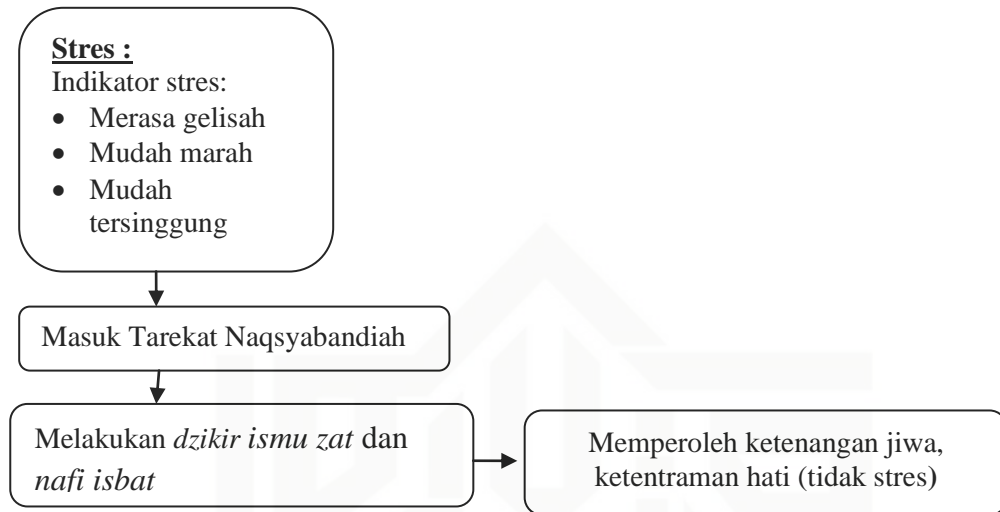 Stres :
Indikator stres:
• Merasa gelisah
• Mudah marah
• Mudah
tersinggung
Masuk Tarekat Naqsyabandiah
Melakukan dzikir ismu zat dan
nafi isbat
Memperoleh ketenangan jiwa,
ketentraman hati (tidak stres)